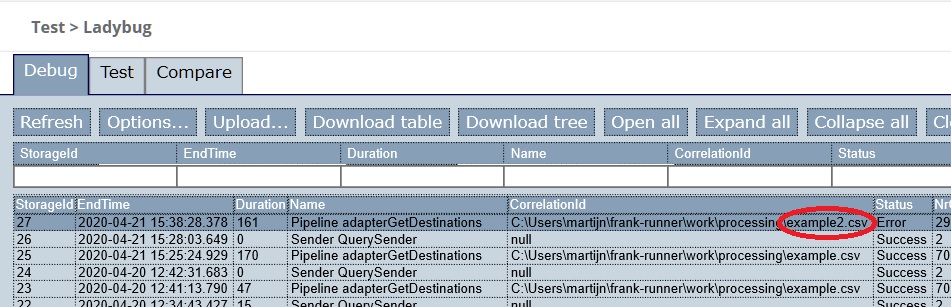 Test > Ladybug
Debug Test Compare
Refresh Options... Upload... Download table Download tree Open all Expand all Collapse all Cl
StorageId EndTime Duration Name CorrelationId Status
StorageId EndTime Duration Name CorrelationId Status Nr
27 2020-04-21 15:38:28.378 161 Pipeline adapterGetDestinations C:\Users\martijn\frank-runner\work\processing\example2.csv Error 29
26 2020-04-21 15:28:03.649 0 Sender QuerySender null Success 2
25 2020-04-21 15:25:24.929 170 Pipeline adapterGetDestinations C:\Users\martijn\frank-runner\work\processing\example.csv Success 70
24 2020-04-20 12:42:31.683 0 Sender QuerySender null Success 2
23 2020-04-20 12:41:13.790 47 Pipeline adapterGetDestinations C:\Users\martijn\frank-runner\work\processing\example.csv Success 70
22 2020-04-20 12:34:43.427 15 Sender QuerySender null Success 2